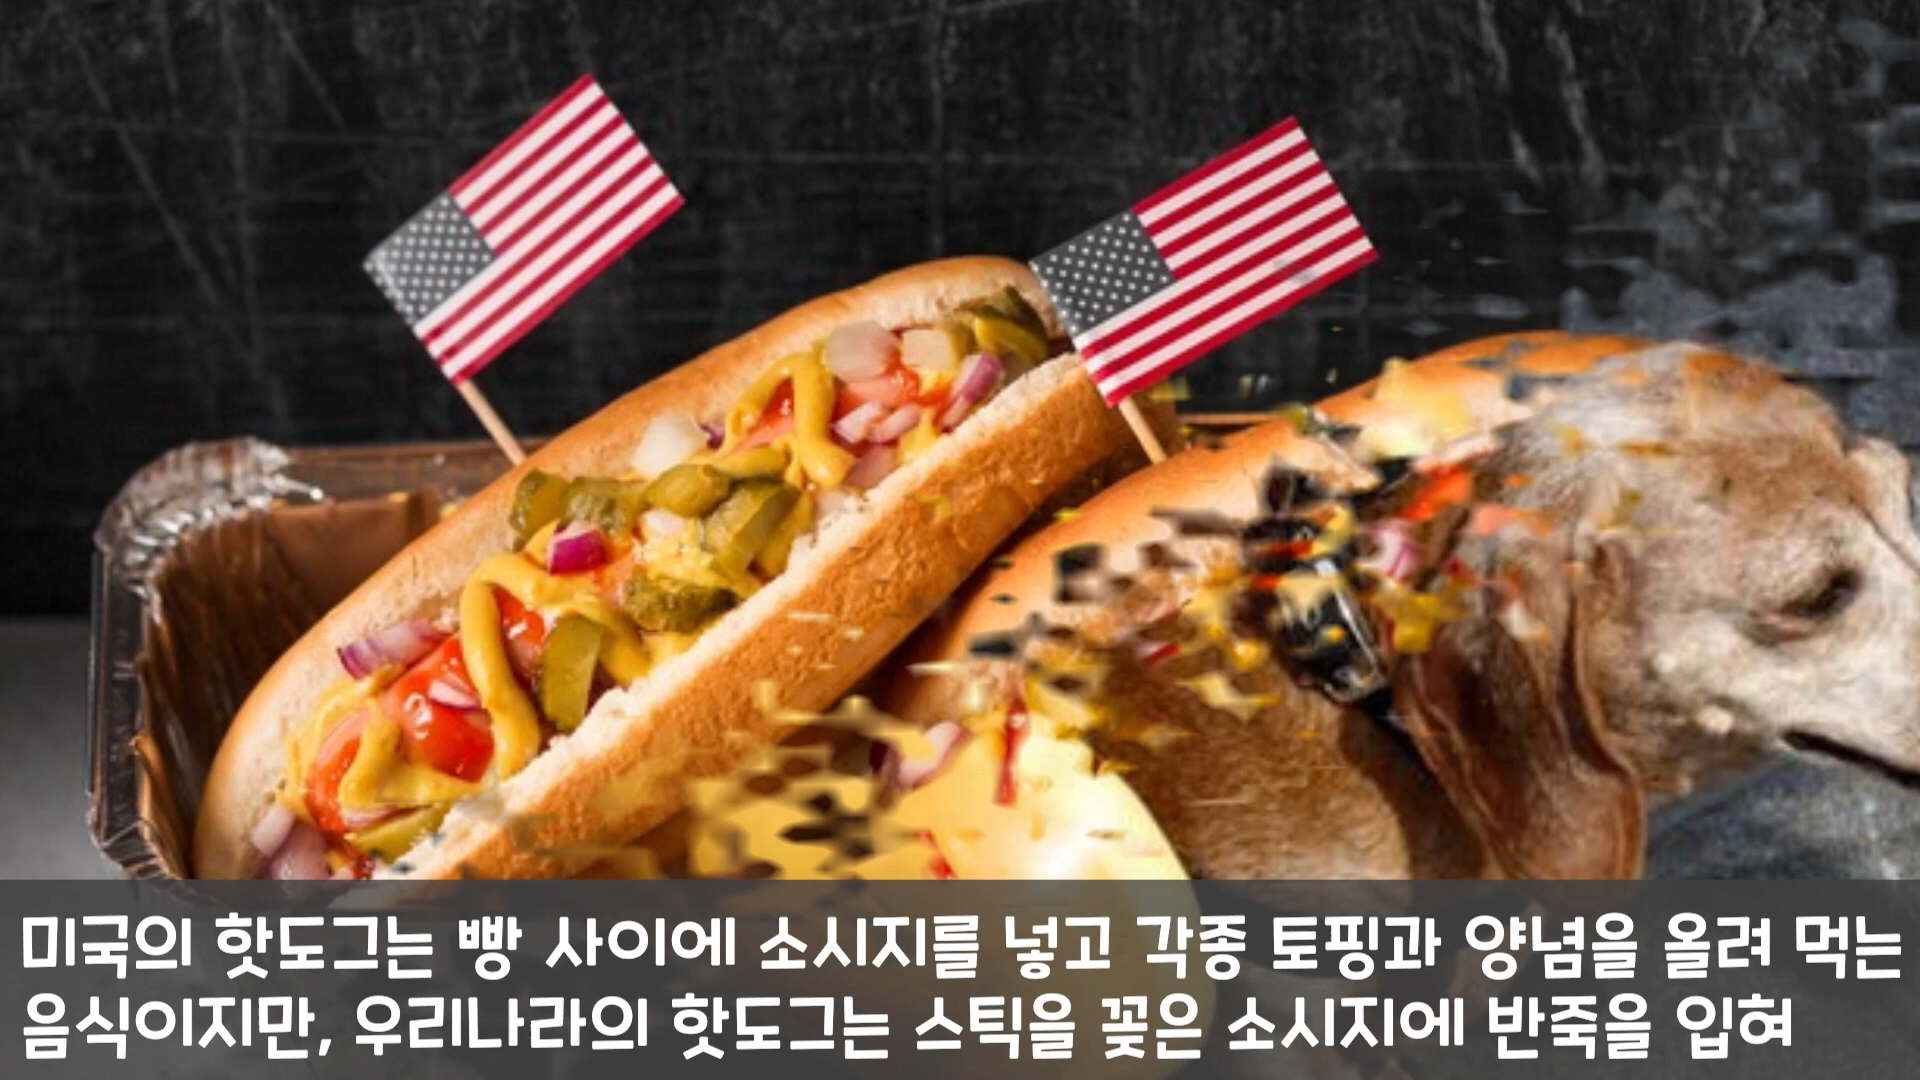 미국의 핫도그는 빵 사이에 소시지를 넣고 각종 토핑과 양념을 올려 먹는
음식이지만, 우리나라의 핫도그는 스틱을 꽂은 소시지에 반죽을 입혀